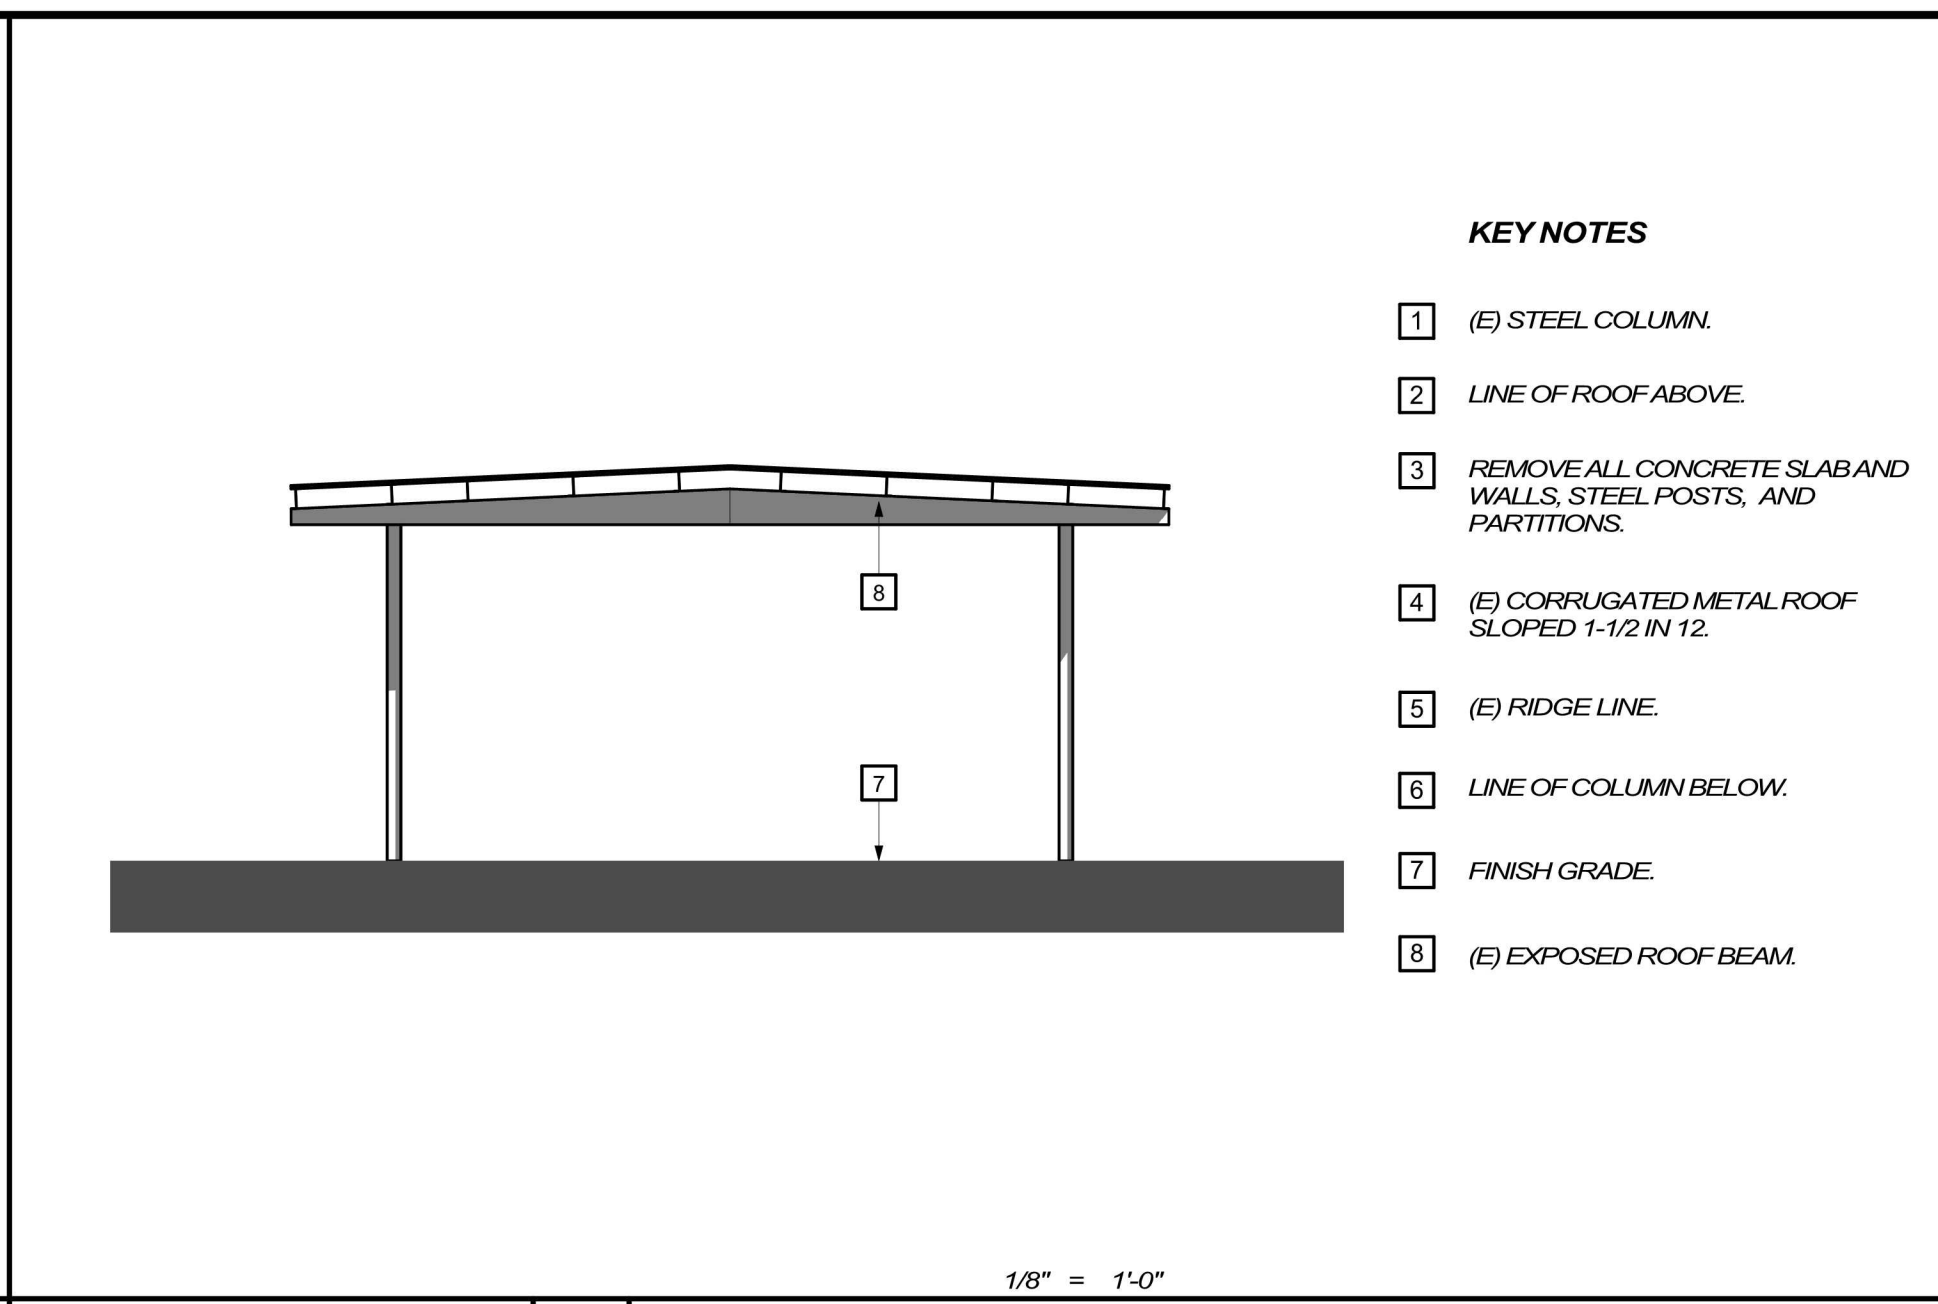 KEY NOTES
1 (E) STEEL COLUMN.
2 LINE OF ROOF ABOVE.
3 REMOVE ALL CONCRETE SLAB AND
WALLS, STEEL POSTS, AND
PARTITIONS.
4 (E) CORRUGATED METAL ROOF
SLOPED 1-1/2 IN 12.
5 (E) RIDGE LINE.
6 LINE OF COLUMN BELOW.
7 FINISH GRADE.
8 (E) EXPOSED ROOF BEAM.
8
7
1/8" = 1'-0"